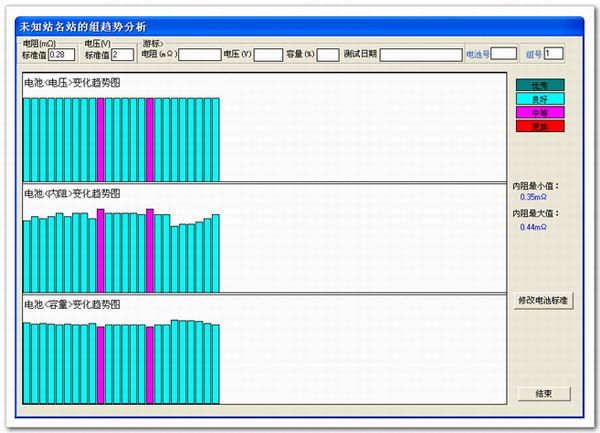 未知站名站的组趋势分析
电阻(mΩ) 电压(V) 游标>
标准值 0.28 标准值 2 电阻(mΩ) 电压(V) 容量(%) 测试日期 电池号 组号 1
电池<电压>变化趋势图
优秀
良好
中等
更换
电池<内阻>变化趋势图
内阻最小值：
0.35mΩ
内阻最大值：
0.44mΩ
电池<容量>变化趋势图
修改电池标准
结束